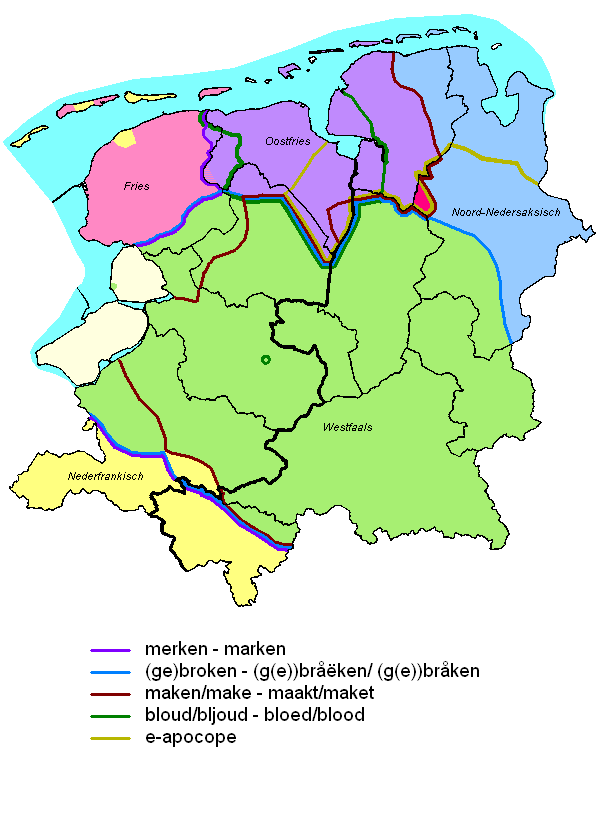 Oostfries
Fries
Noord-Nedersaksisch
Westfaals
Nederfrankisch
merken - marken
(ge)broken - (g(e))bråëken/ (g(e))bråken
maken/make - maakt/maket
bloud/bljoud - bloed/blood
e-apocope